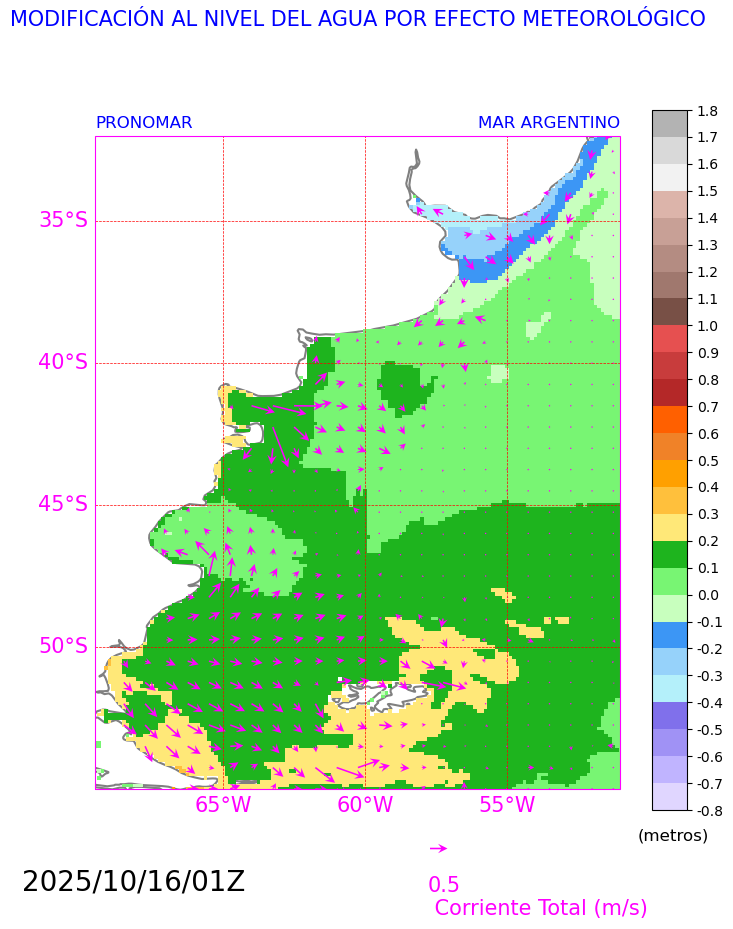 MODIFICACIÓN AL NIVEL DEL AGUA POR EFECTO METEOROLÓGICO
PRONOMAR MAR ARGENTINO
35°S
40°S
45°S
50°S
65°W 60°W 55°W
1.8
1.7
1.6
1.5
1.4
1.3
1.2
1.1
1.0
0.9
0.8
0.7
0.6
0.5
0.4
0.3
0.2
0.1
0.0
-0.1
-0.2
-0.3
-0.4
-0.5
-0.6
-0.7
-0.8
(metros)
2025/10/16/01Z
0.5
Corriente Total (m/s)